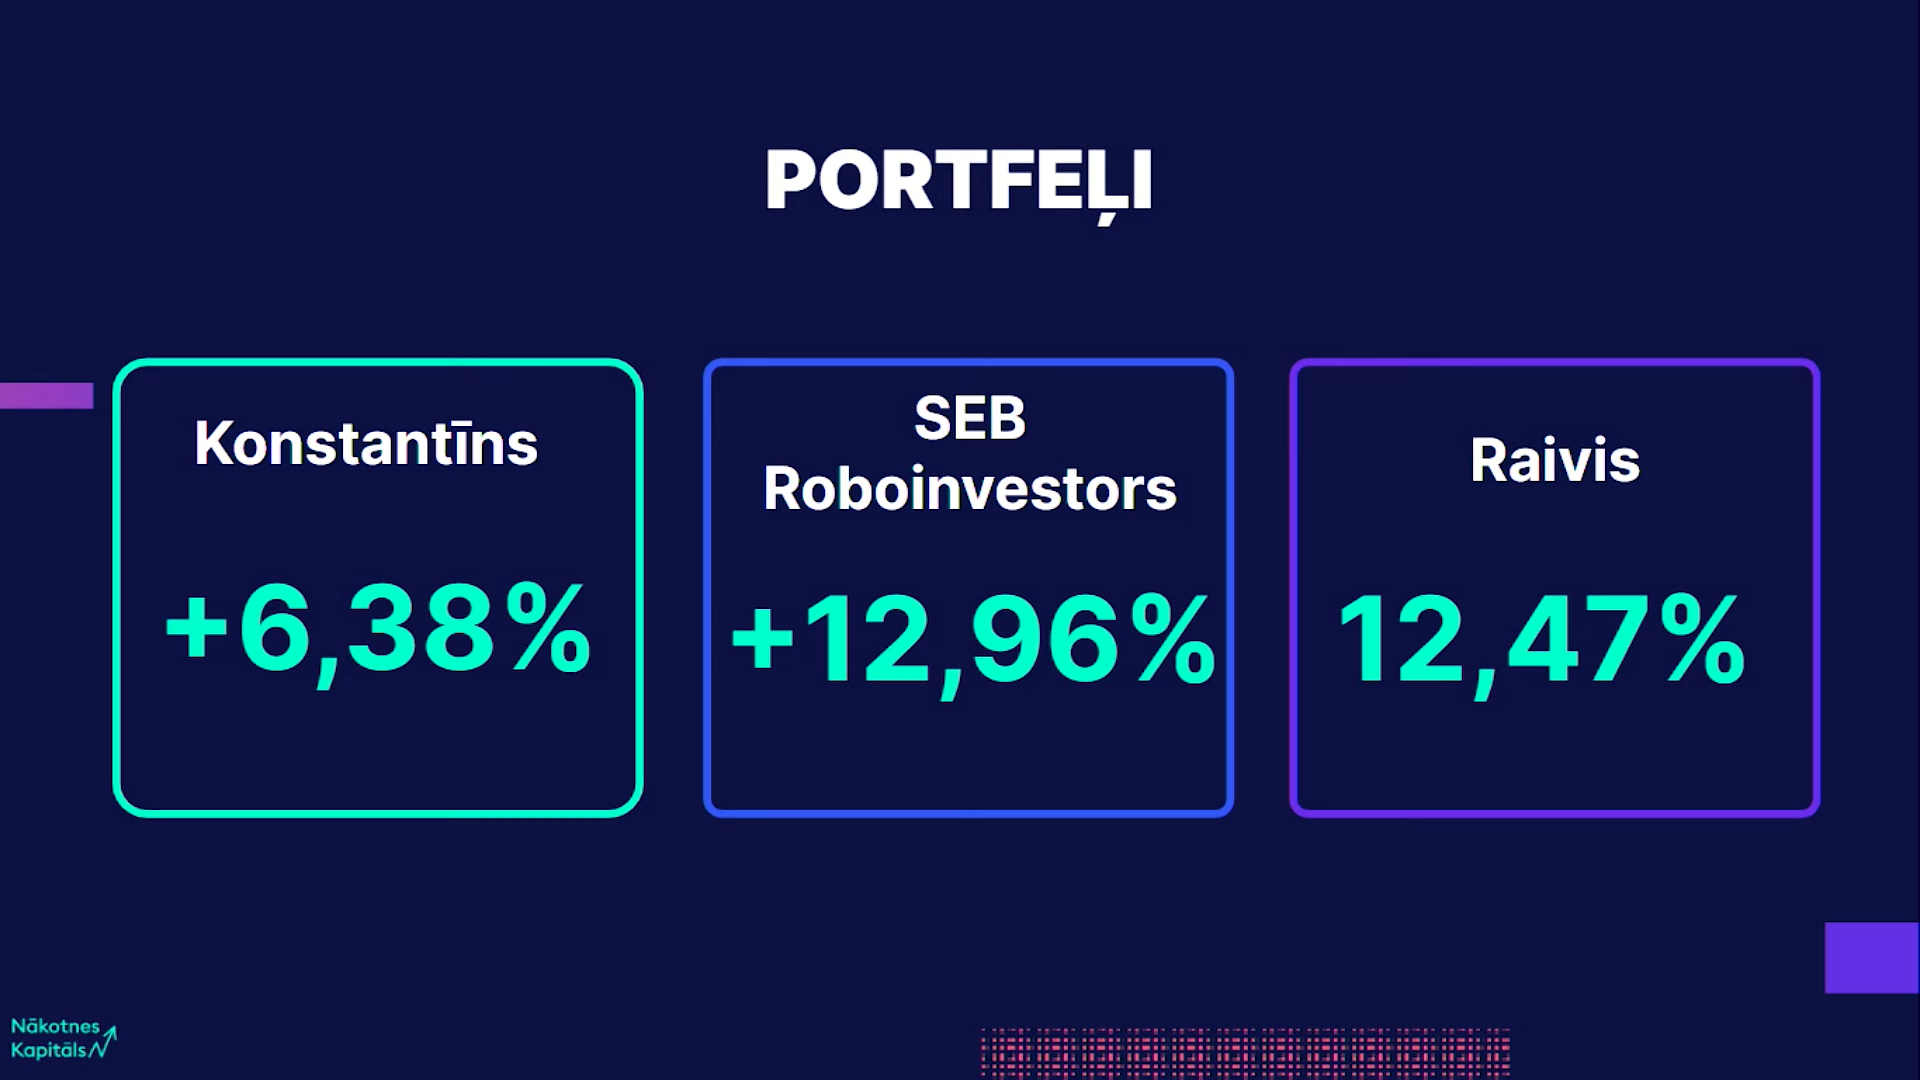 PORTFEĻI
Konstantīns
+6,38%
SEB
Roboinvestors
+12,96%
Raivis
12,47%
Nākotnes
Kapitāls